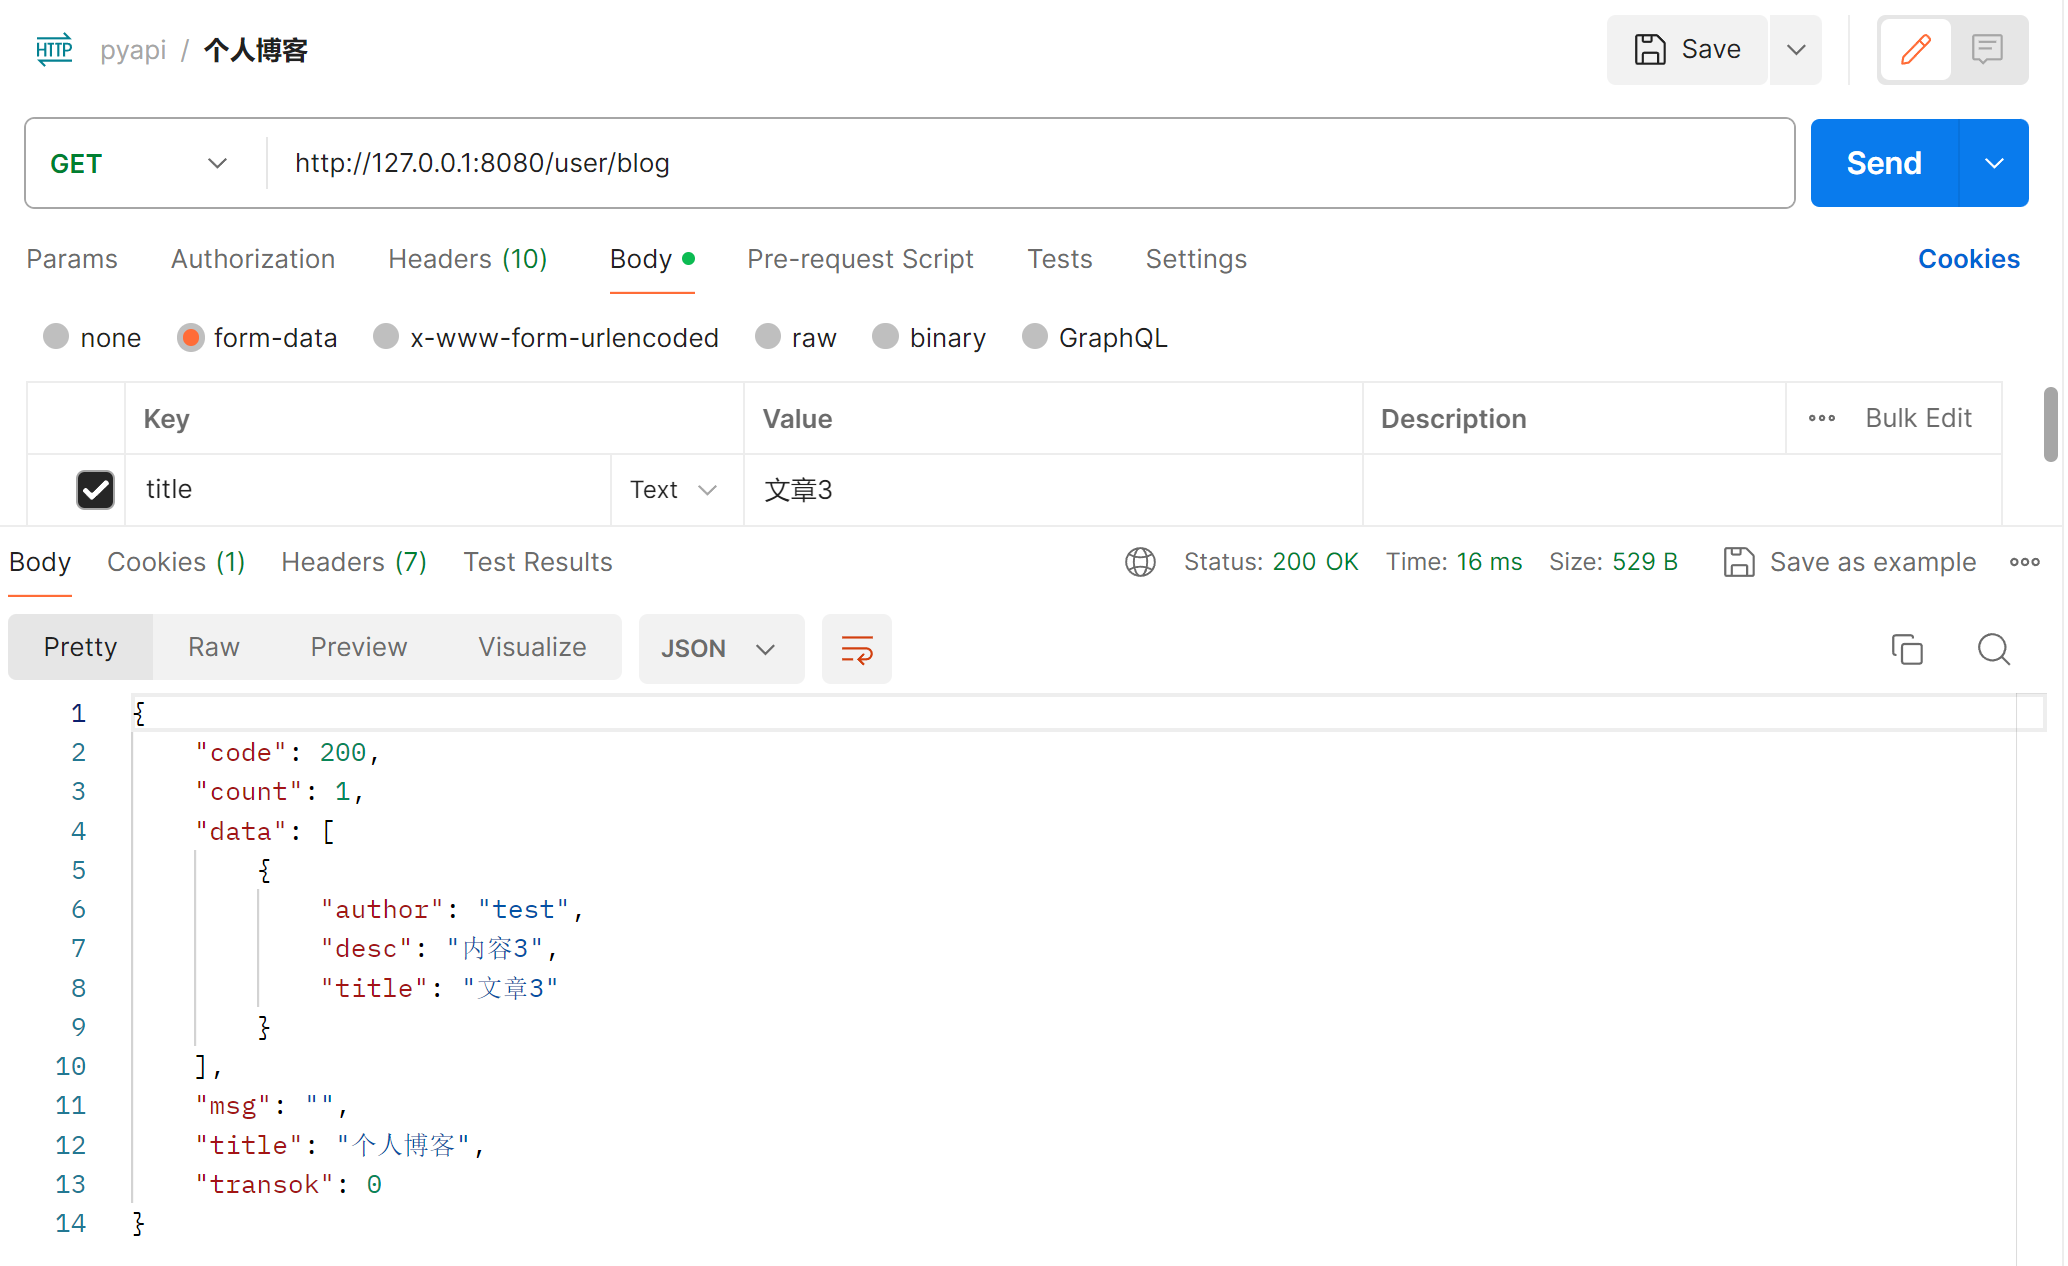 HTTP pyapi / 个人博客 Save
GET http://127.0.0.1:8080/user/blog Send
Params Authorization Headers (10) Body Pre-request Script Tests Settings Cookies
none form-data x-www-form-urlencoded raw binary GraphQL
Key Value Description Bulk Edit
title Text 文章3
Body Cookies (1) Headers (7) Test Results Status: 200 OK Time: 16 ms Size: 529 B Save as example
Pretty Raw Preview Visualize JSON
1 {
2 "code": 200,
3 "count": 1,
4 "data": [
5 {
6 "author": "test",
7 "desc": "内容3",
8 "title": "文章3"
9 }
10 ],
11 "msg": "",
12 "title": "个人博客",
13 "transok": 0
14 }